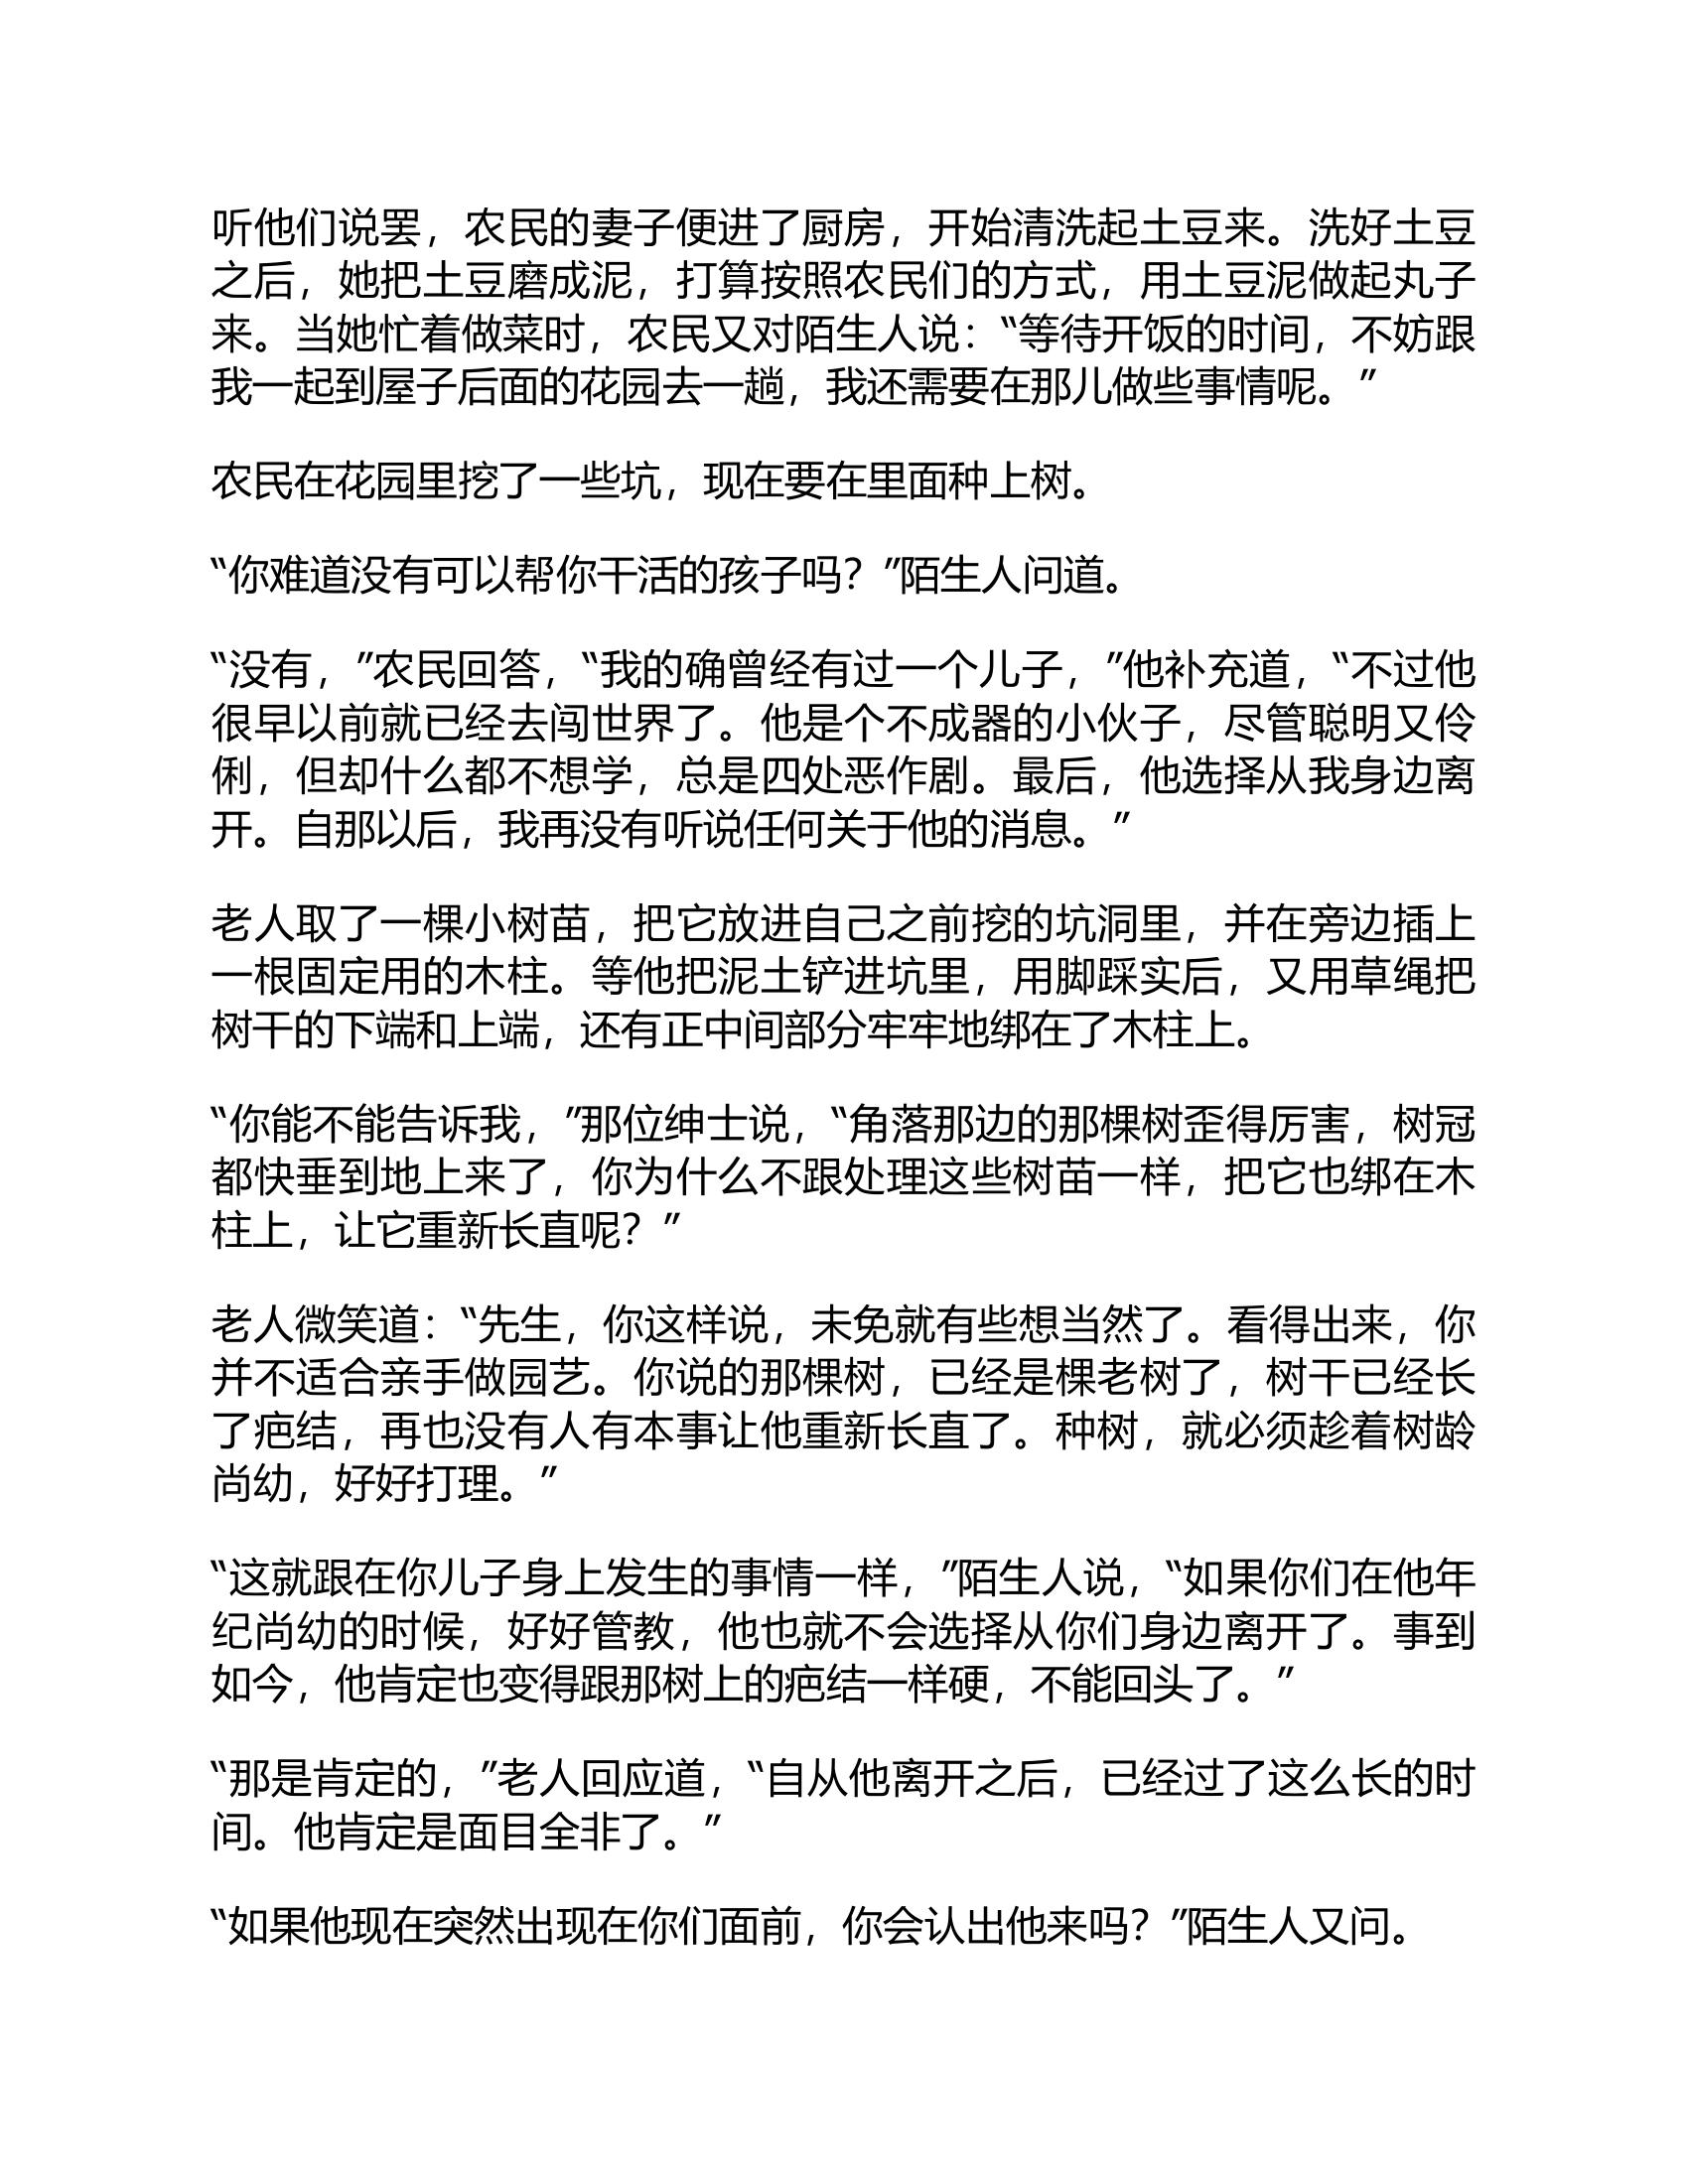 听他们说罢，农民的妻子便进了厨房，开始清洗起土豆来。洗好土豆
之后，她把土豆磨成泥，打算按照农民们的方式，用土豆泥做起丸子
来。当她忙着做菜时，农民又对陌生人说：“等待开饭的时间，不妨跟
我一起到屋子后面的花园去一趟，我还需要在那儿做些事情呢。”
农民在花园里挖了一些坑，现在要在里面种上树。
“你难道没有可以帮你干活的孩子吗？”陌生人问道。
“没有，”农民回答，“我的确曾经有过一个儿子，”他补充道，“不过他
很早以前就已经去闯世界了。他是个不成器的小伙子，尽管聪明又伶
俐，但却什么都不想学，总是四处恶作剧。最后，他选择从我身边离
开。自那以后，我再没有听说任何关于他的消息。”
老人取了一棵小树苗，把它放进自己之前挖的坑洞里，并在旁边插上
一根固定用的木柱。等他把泥土铲进坑里，用脚踩实后，又用草绳把
树干的下端和上端，还有正中间部分牢牢地绑在了木柱上。
“你能不能告诉我，”那位绅士说，“角落那边的那棵树歪得厉害，树冠
都快垂到地上来了，你为什么不跟处理这些树苗一样，把它也绑在木
柱上，让它重新长直呢？”
老人微笑道：“先生，你这样说，未免就有些想当然了。看得出来，你
并不适合亲手做园艺。你说的那棵树，已经是棵老树了，树干已经长
了疤结，再也没有人有本事让他重新长直了。种树，就必须趁着树龄
尚幼，好好打理。”
“这就跟在你儿子身上发生的事情一样，”陌生人说，“如果你们在他年
纪尚幼的时候，好好管教，他也就不会选择从你们身边离开了。事到
如今，他肯定也变得跟那树上的疤结一样硬，不能回头了。”
“那是肯定的，”老人回应道，“自从他离开之后，已经过了这么长的时
间。他肯定是面目全非了。”
“如果他现在突然出现在你们面前，你会认出他来吗？”陌生人又问。